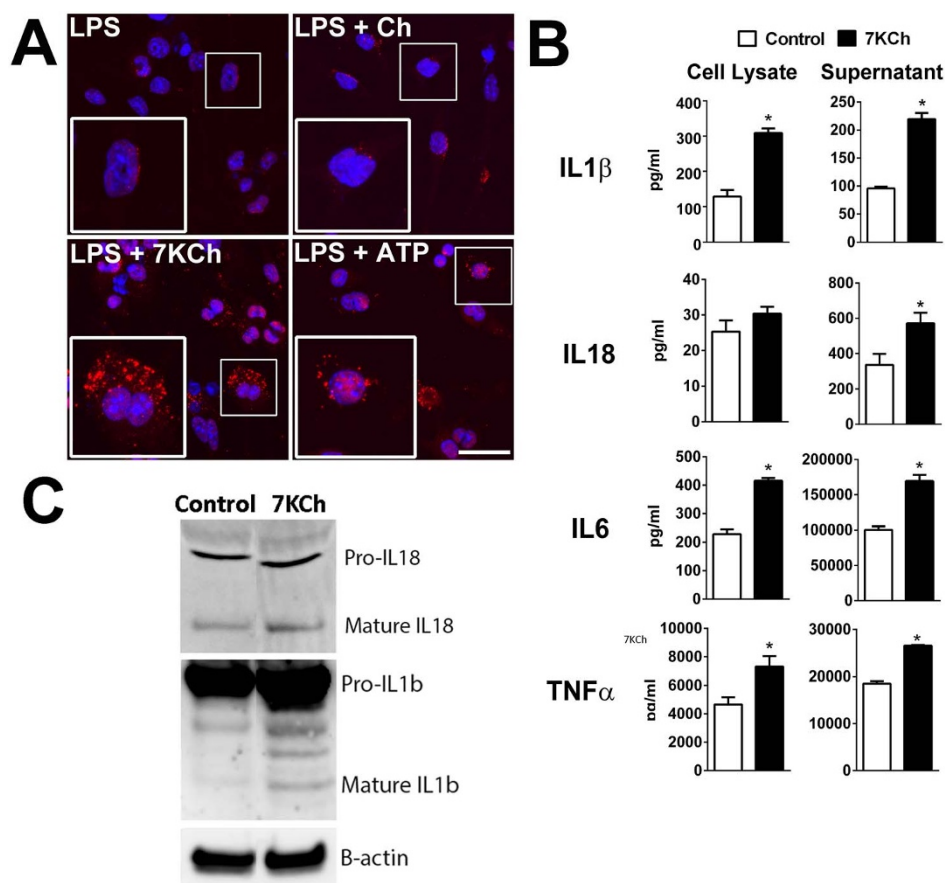 A
LPS
LPS + Ch
LPS + 7KCh
LPS + ATP
B
Control
7KCh
Cell Lysate
Supernatant
IL1β
pg/ml
400
300
200
100
0
*
250
200
150
100
50
0
*
IL18
pg/ml
40
30
20
10
0
800
600
400
200
0
*
IL6
pg/ml
600
400
200
0
*
200000
150000
100000
50000
0
*
7KCh
TNFα
pg/ml
10000
8000
6000
4000
2000
0
*
30000
20000
10000
0
*
C
Control 7KCh
Pro-IL18
Mature IL18
Pro-IL1b
Mature IL1b
B-actin